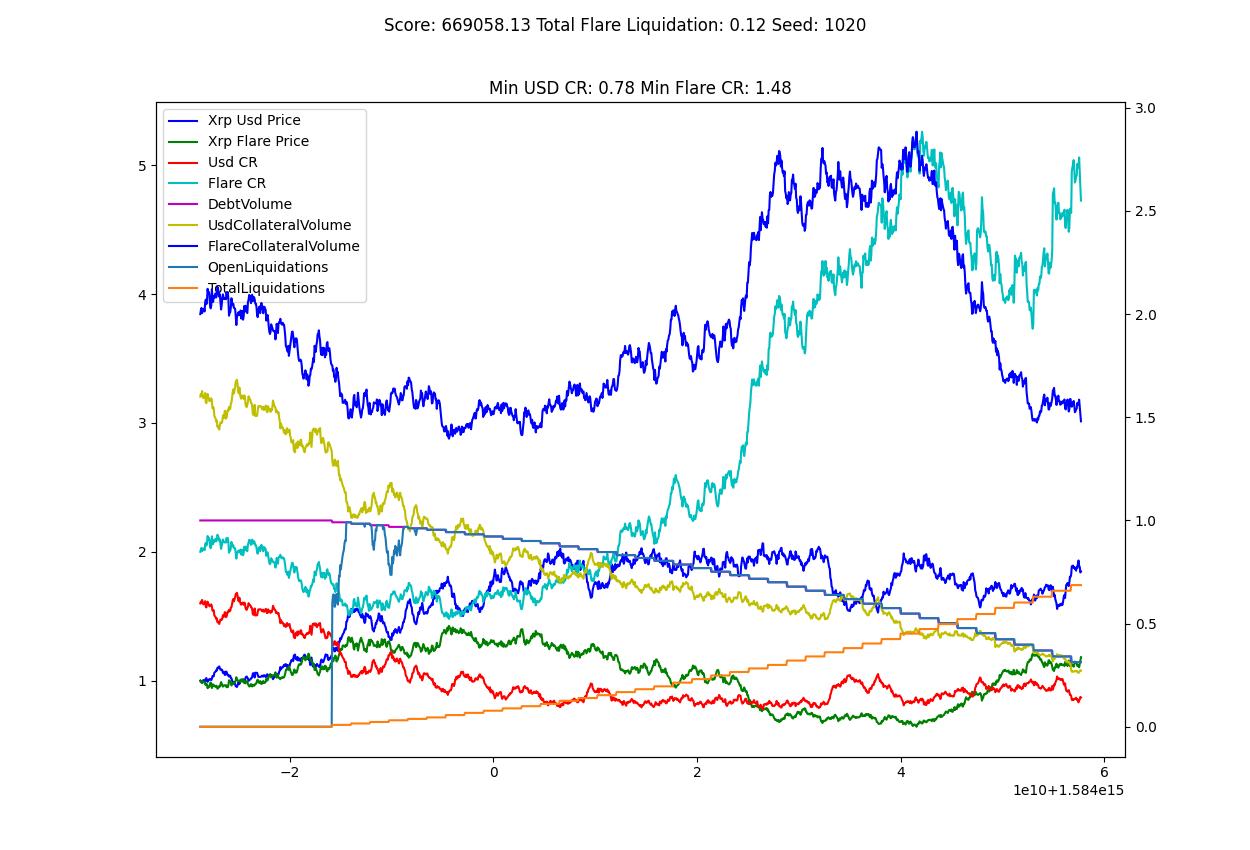 Score: 669058.13 Total Flare Liquidation: 0.12 Seed: 1020
Min USD CR: 0.78 Min Flare CR: 1.48
Xrp Usd Price
Xrp Flare Price
Usd CR
Flare CR
DebtVolume
UsdCollateralVolume
FlareCollateralVolume
OpenLiquidations
TotalLiquidations
5
4
3
2
1
3.0
2.5
2.0
1.5
1.0
0.5
0.0
−2 0 2 4 6
1e10+1.584e15